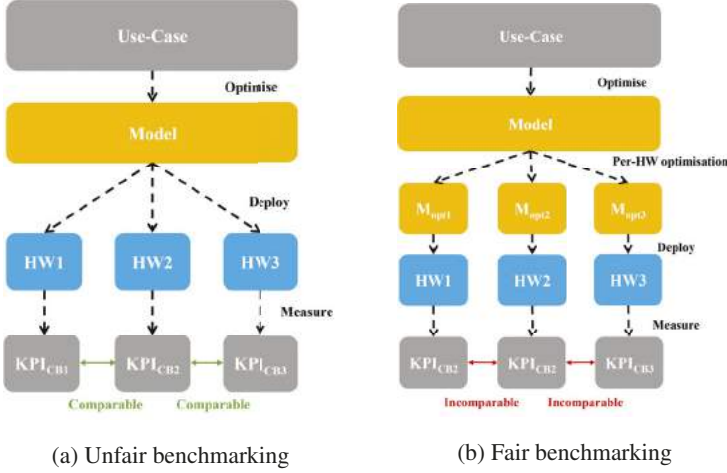 Use-Case
Optimise
Model
Deploy
HW1 HW2 HW3
Measure
KPI_CB1 KPI_CB2 KPI_CB3
Comparable Comparable
(a) Unfair benchmarking
Use-Case
Optimise
Model
Per-HW optimisation
M_opt1 M_opt2 M_opt3
Deploy
HW1 HW2 HW3
Measure
KPI_CB2 KPI_CB2 KPI_CB3
Incomparable Incomparable
(b) Fair benchmarking